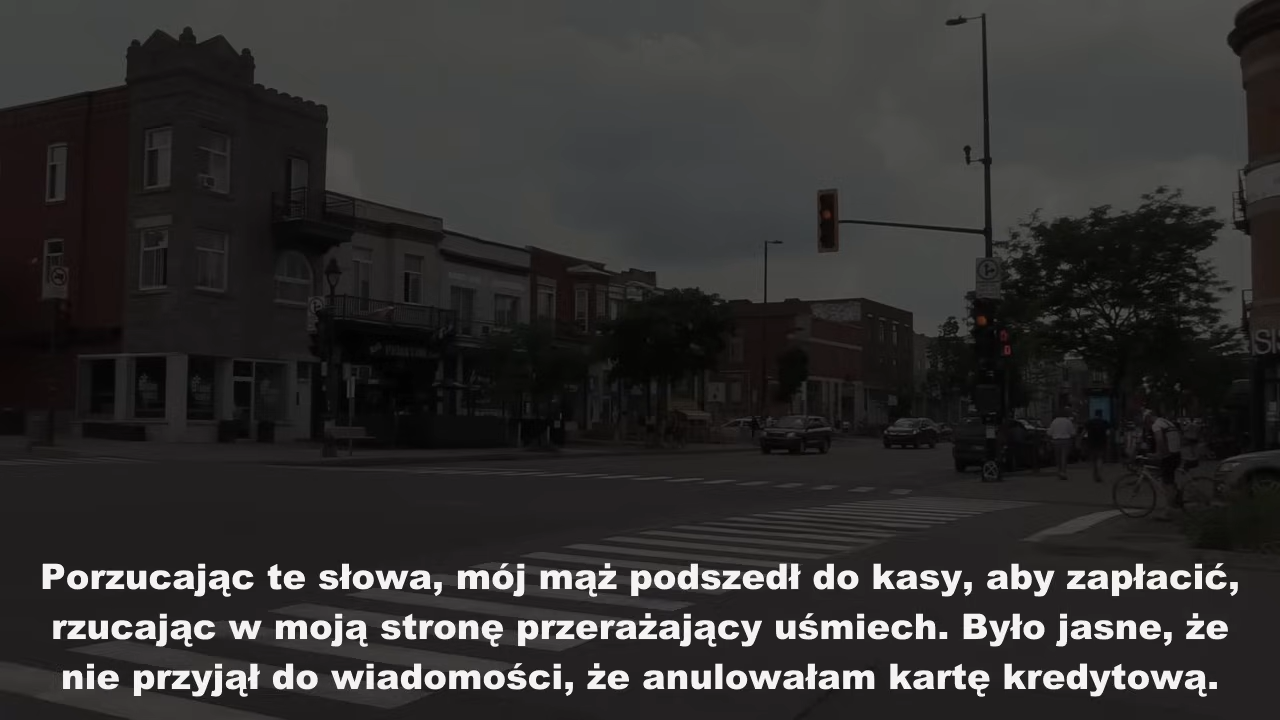 Porzucając te słowa, mój mąż podszedł do kasy, aby zapłacić,
rzucając w moją stronę przerażający uśmiech. Było jasne, że
nie przyjął do wiadomości, że anulowałam kartę kredytową.